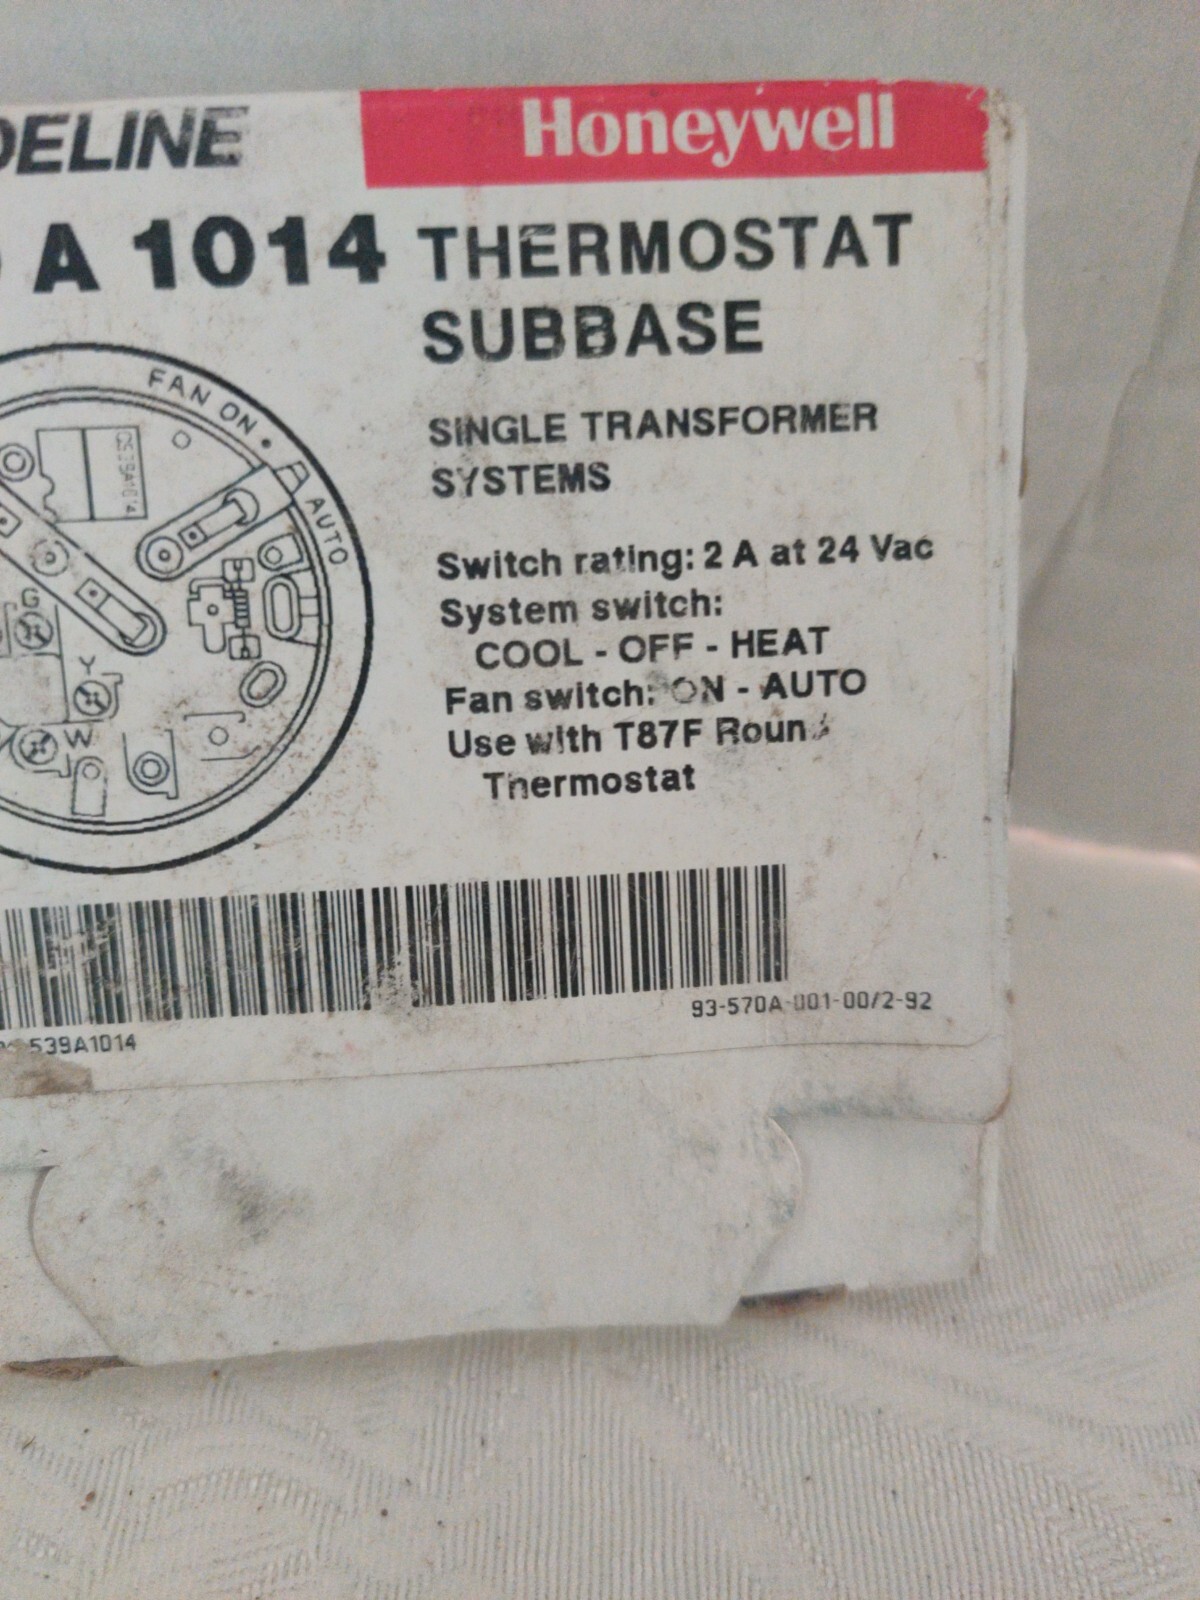 DELINE
Honeywell
A 1014 THERMOSTAT
SUBBASE
SINGLE TRANSFORMER
SYSTEMS
Switch rating: 2 A at 24 Vac
System switch:
COOL - OFF - HEAT
Fan switch: ON - AUTO
Use with T87F Round
Thermostat
FAN ON •
AUTO
G
Y
W
93-570A-001-00/2-92
539A1014